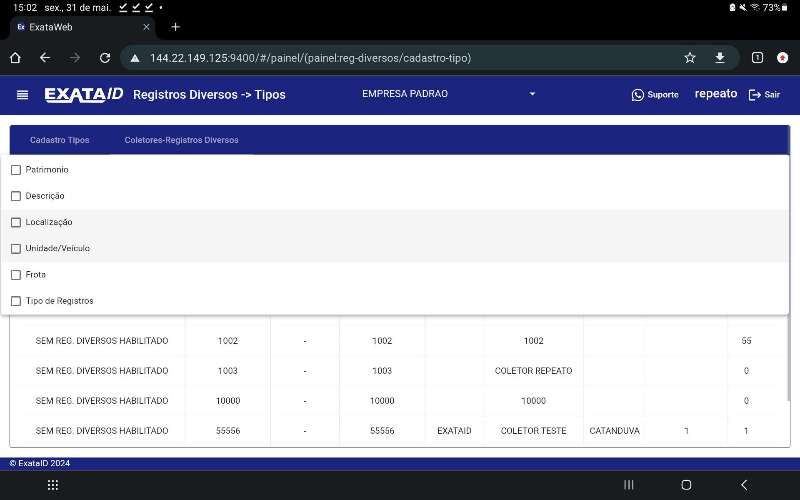 15:02 sex., 31 de mai. 73%
ExataWeb
144.22.149.125:9400/#/painel/(painel:reg-diversos/cadastro-tipo) 1
EXATAID Registros Diversos -> Tipos EMPRESA PADRAO Suporte repeato Sair
Cadastro Tipos Coletores-Registros Diversos
Patrimonio
Descrição
Localização
Unidade/Veículo
Frota
Tipo de Registros
SEM REG. DIVERSOS HABILITADO 1002 - 1002 1002 55
SEM REG. DIVERSOS HABILITADO 1003 - 1003 COLETOR REPEATO 0
SEM REG. DIVERSOS HABILITADO 10000 - 10000 10000 0
SEM REG. DIVERSOS HABILITADO 55556 - 55556 EXATAID COLETOR TESTE CATANDUVA 1 1
© ExataID 2024